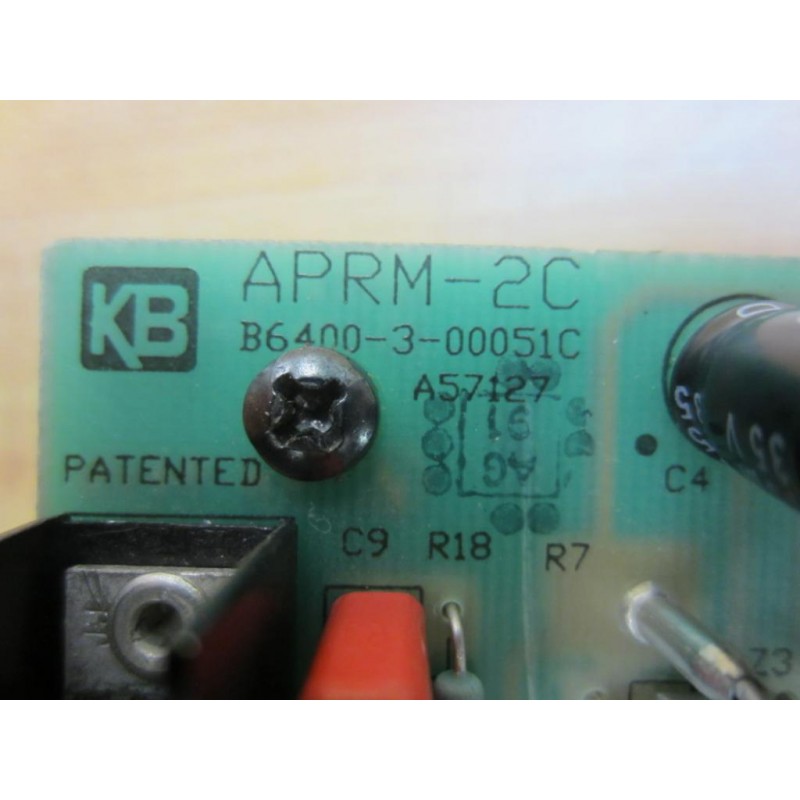 KB
APRM-2C
B6400-3-00051C
A57127
PATENTED
C4
C9
R18
R7
35V
Z3